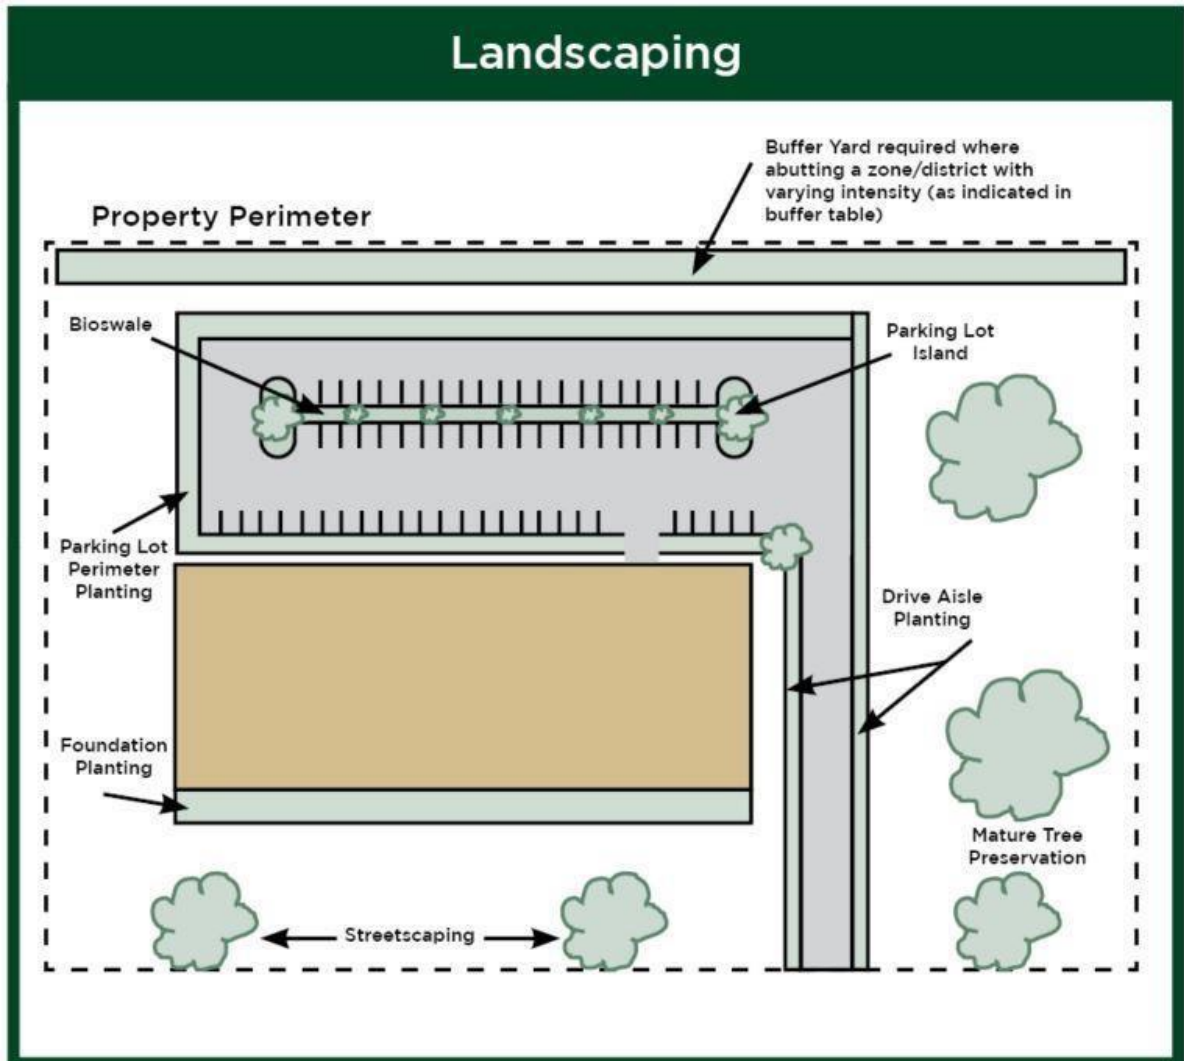 Landscaping
Buffer Yard required where
abutting a zone/district with
varying intensity (as indicated in
buffer table)
Property Perimeter
Bioswale
Parking Lot
Island
Parking Lot
Perimeter
Planting
Drive Aisle
Planting
Foundation
Planting
Mature Tree
Preservation
Streetscaping